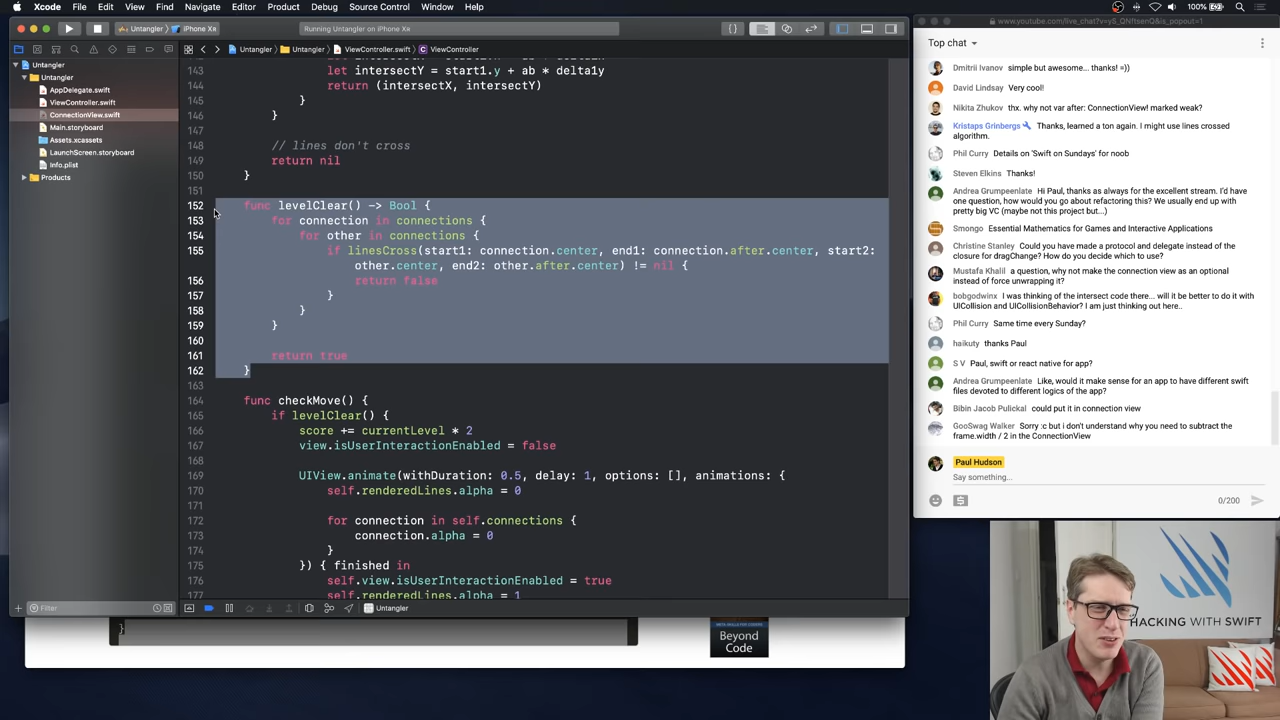 Xcode File Edit View Find Navigate Editor Product Debug Source Control Window Help
100%
Untangler iPhone Xʀ
Running Untangler on iPhone Xʀ
Untangler Untangler ViewController.swift ViewController
Untangler
Untangler
AppDelegate.swift
ViewController.swift
ConnectionView.swift
Main.storyboard
Assets.xcassets
LaunchScreen.storyboard
Info.plist
Products
143 let intersectY = start1.y + ab * delta1y
144 return (intersectX, intersectY)
145 }
146 }
147
148 // lines don't cross
149 return nil
150 }
151
152 func levelClear() -> Bool {
153 for connection in connections {
154 for other in connections {
155 if linesCross(start1: connection.center, end1: connection.after.center, start2:
other.center, end2: other.after.center) != nil {
156 return false
157 }
158 }
159 }
160
161 return true
162 }
163
164 func checkMove() {
165 if levelClear() {
166 score += currentLevel * 2
167 view.isUserInteractionEnabled = false
168
169 UIView.animate(withDuration: 0.5, delay: 1, options: [], animations: {
170 self.renderedLines.alpha = 0
171
172 for connection in self.connections {
173 connection.alpha = 0
174 }
175 }) { finished in
176 self.view.isUserInteractionEnabled = true
177 self.renderedLines.alpha = 1
Filter
Untangler
}
Beyond
Code
www.youtube.com/live_chat?v=yS_QNftsenQ&is_popout=1
Top chat
Dmitrii Ivanov simple but awesome... thanks! =))
David Lindsay Very cool!
Nikita Zhukov thx. why not var after: ConnectionView! marked weak?
Kristaps Grinbergs Thanks, learned a ton again. I might use lines crossed
algorithm.
Phil Curry Details on 'Swift on Sundays' for noob
Steven Elkins Thanks!
Andrea Grumpeenlate Hi Paul, thanks as always for the excellent stream. I'd have
one question, how would you go about refactoring this? We usually end up with
pretty big VC (maybe not this project but...)
Smongo Essential Mathematics for Games and Interactive Applications
Christine Stanley Could you have made a protocol and delegate instead of the
closure for dragChange? How do you decide which to use?
Mustafa Khalil a question, why not make the connection view as an optional
instead of force unwrapping it?
bobgodwinx I was thinking of the intersect code there... will it be better to do it with
UICollision and UICollisionBehavior? I am just thinking out here..
Phil Curry Same time every Sunday?
haikuty thanks Paul
S V Paul, swift or react native for app?
Andrea Grumpeenlate Like, would it make sense for an app to have different swift
files devoted to different logics of the app?
Bibin Jacob Pulickal could put it in connection view
GooSwag Walker Sorry :c but i don't understand why you need to subtract the
frame.width / 2 in the ConnectionView
Paul Hudson
Say something...
0/200
HACKING WITH SWIFT